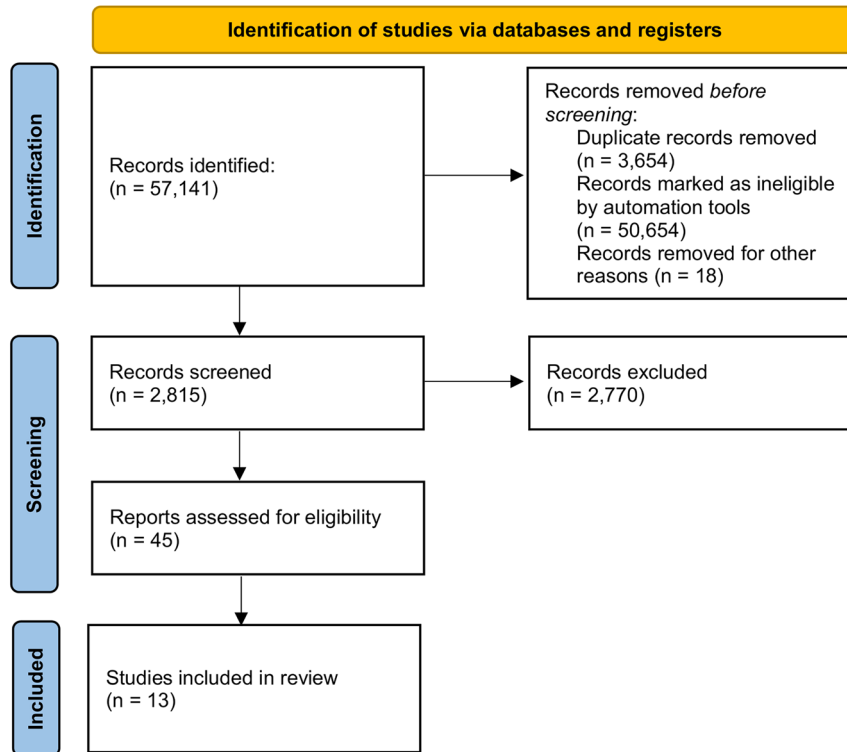 Identification of studies via databases and registers
Identification
Records identified:
(n = 57,141)
Records removed before
screening:
Duplicate records removed
(n = 3,654)
Records marked as ineligible
by automation tools
(n = 50,654)
Records removed for other
reasons (n = 18)
Screening
Records screened
(n = 2,815)
Records excluded
(n = 2,770)
Reports assessed for eligibility
(n = 45)
Included
Studies included in review
(n = 13)